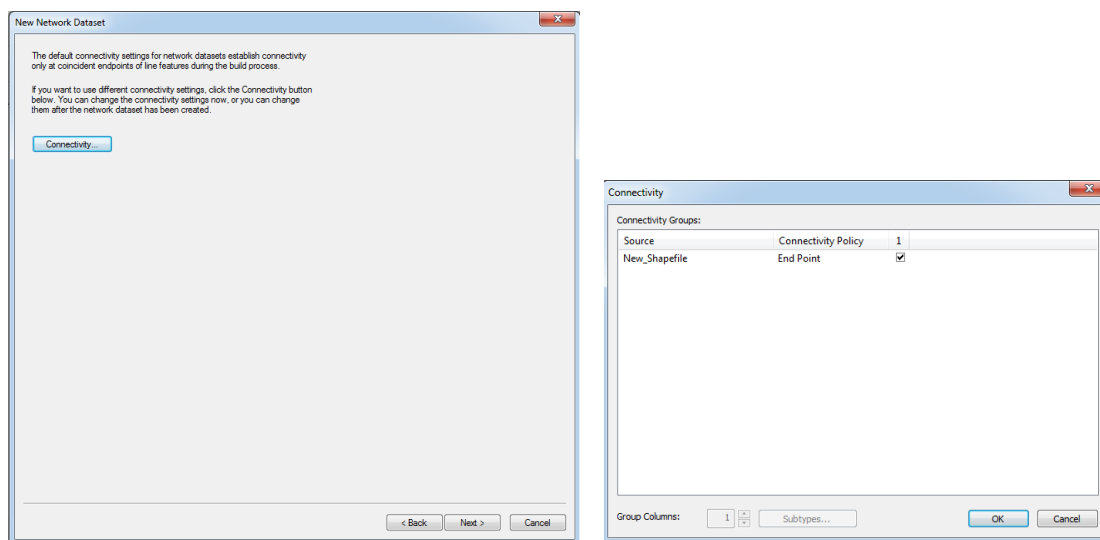 New Network Dataset
The default connectivity settings for network datasets establish connectivity
only at coincident endpoints of line features during the build process.
If you want to use different connectivity settings, click the Connectivity button
below. You can change the connectivity settings now, or you can change
them after the network dataset has been created.
Connectivity...
< Back Next > Cancel
Connectivity
Connectivity Groups:
Source Connectivity Policy 1
New_Shapefile End Point
Group Columns: 1 Subtypes... OK Cancel